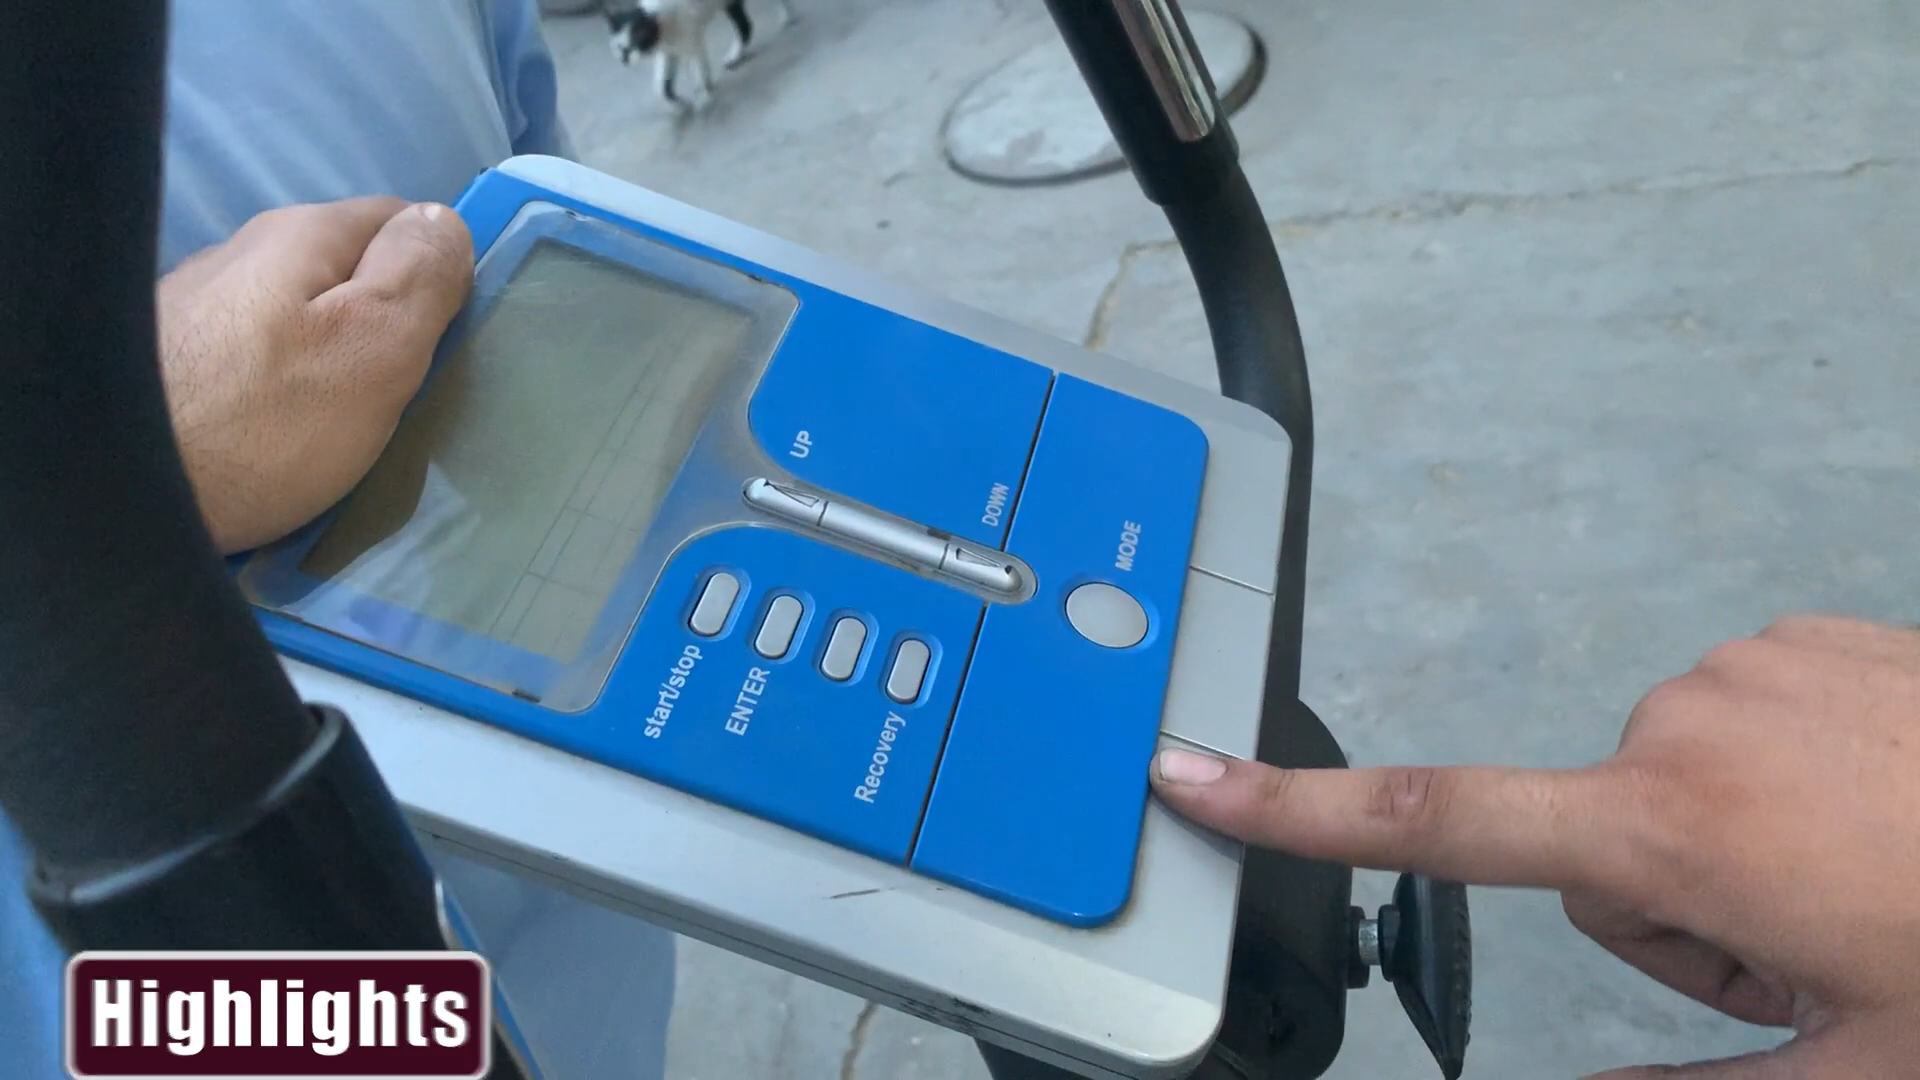 UP
DOWN
MODE
start/stop
ENTER
Recovery
Highlights